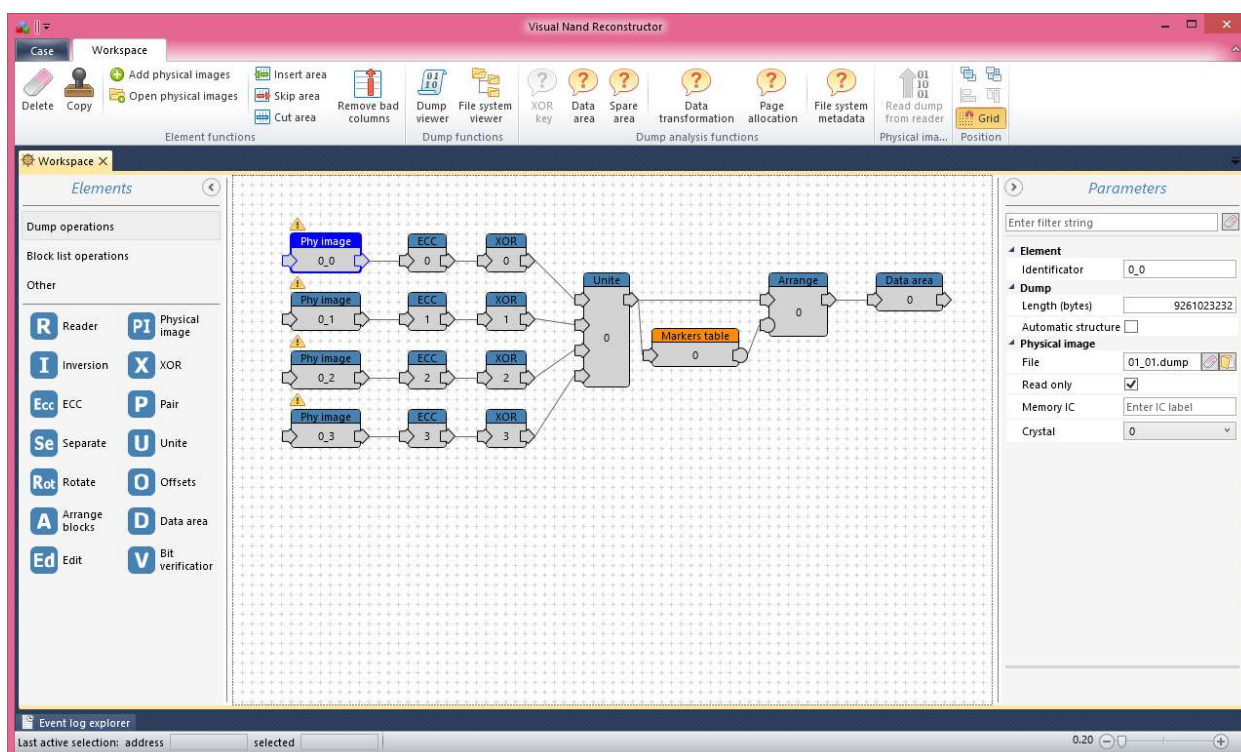 Visual Nand Reconstructor
Case
Workspace
Delete
Copy
Add physical images
Open physical images
Insert area
Skip area
Cut area
Remove bad
columns
Element functions
Dump
viewer
File system
viewer
Dump functions
XOR
key
Data
area
Spare
area
Data
transformation
Page
allocation
File system
metadata
Dump analysis functions
Read dump
from reader
Physical ima...
Grid
Position
Workspace
Elements
Dump operations
Block list operations
Other
R Reader
PI Physical
image
I Inversion
X XOR
Ecc ECC
P Pair
Se Separate
U Unite
Rot Rotate
O Offsets
A Arrange
blocks
D Data area
Ed Edit
V Bit
verificatior
Phy image
0_0
ECC
0
XOR
0
Phy image
0_1
ECC
1
XOR
1
Phy image
0_2
ECC
2
XOR
2
Phy image
0_3
ECC
3
XOR
3
Unite
0
Markers table
0
Arrange
0
Data area
0
Parameters
Enter filter string
Element
Identificator 0_0
Dump
Length (bytes) 9261023232
Automatic structure
Physical image
File 01_01.dump
Read only
Memory IC Enter IC label
Crystal 0
Event log explorer
Last active selection: address selected
0.20